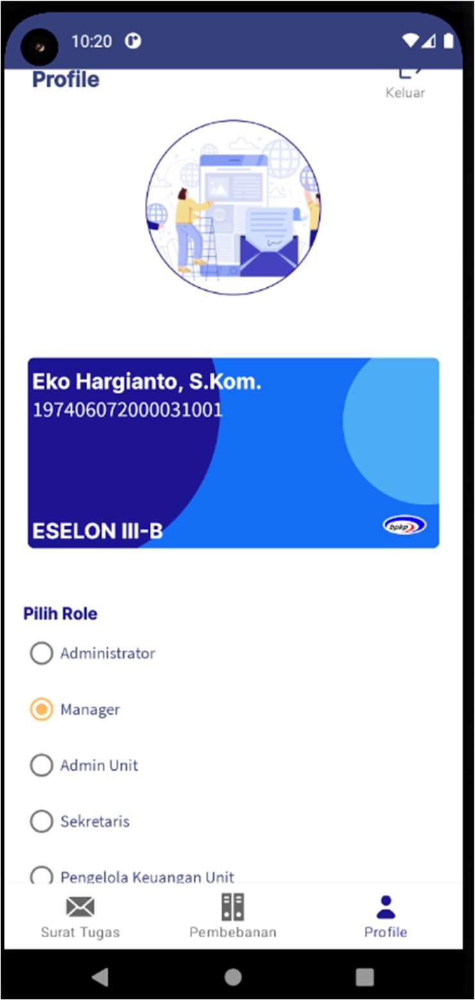 10:20
Profile
Keluar
Eko Hargianto, S.Kom.
197406072000031001
ESELON III-B
bpkp
Pilih Role
Administrator
Manager
Admin Unit
Sekretaris
Pengelola Keuangan Unit
Surat Tugas
Pembebanan
Profile